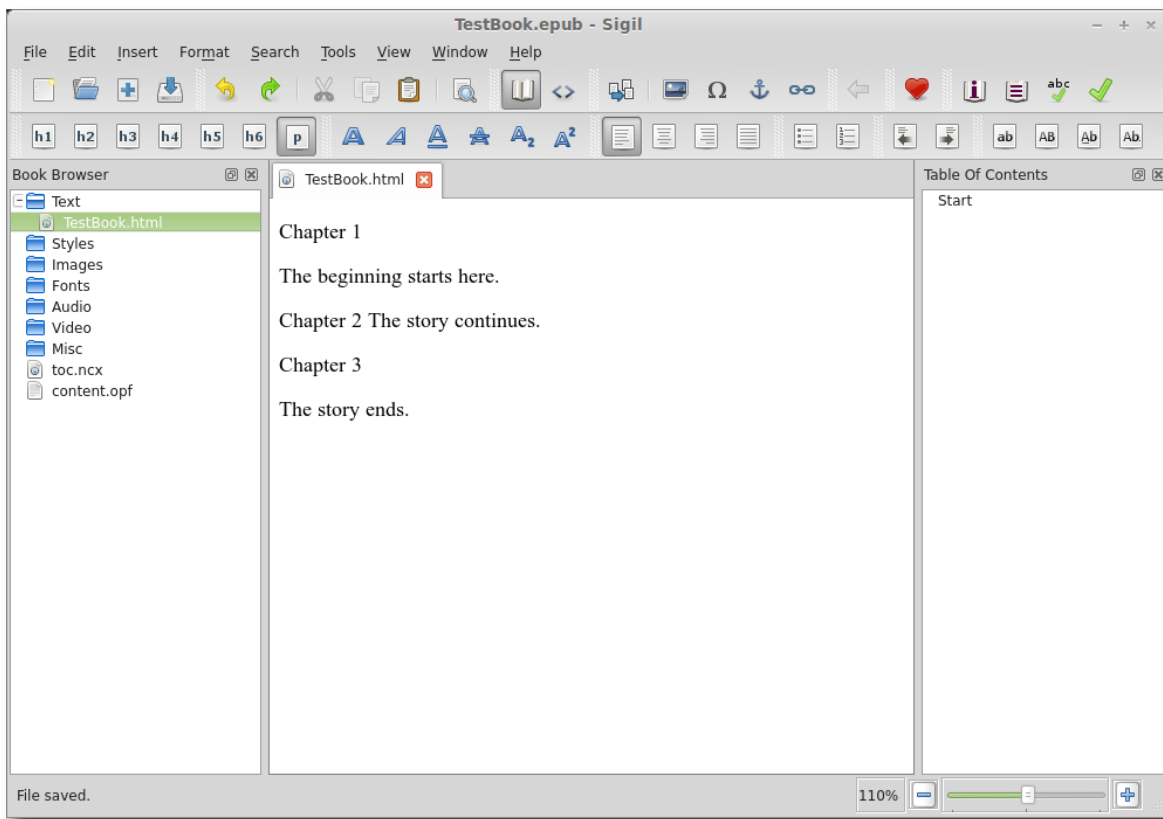 TestBook.epub - Sigil
File Edit Insert Format Search Tools View Window Help
Ω abc
h1 h2 h3 h4 h5 h6 p A A A A A2 A2 ab AB Ab Ab.
Book Browser
Text
TestBook.html
Styles
Images
Fonts
Audio
Video
Misc
toc.ncx
content.opf
TestBook.html
Chapter 1
The beginning starts here.
Chapter 2 The story continues.
Chapter 3
The story ends.
Table Of Contents
Start
File saved.
110%